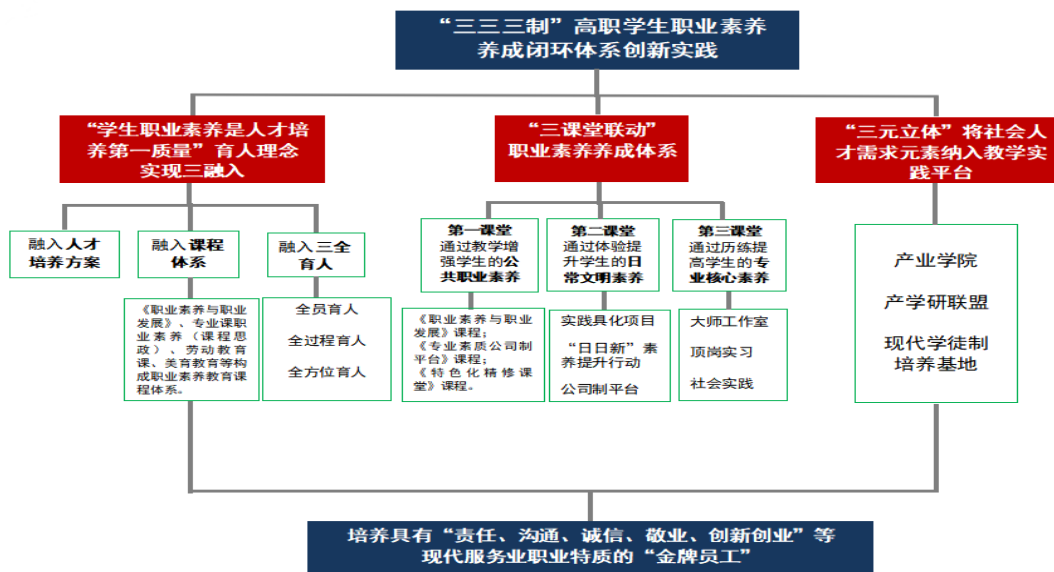 “三三三制”高职学生职业素养
养成闭环体系创新实践
“学生职业素养是人才培
养第一质量”育人理念
实现三融入
“三课堂联动”
职业素养养成体系
“三元立体”将社会人
才需求元素纳入教学实
践平台
融入人才
培养方案
融入课程
体系
融入三全
育人
第一课堂
通过教学增
强学生的公
共职业素养
第二课堂
通过体验提
升学生的日
常文明素养
第三课堂
通过历练提
高学生的专
业核心素养
《职业素养与职业
发展》、专业课职
业素养（课程思
政）、劳动教育
课、美育教育等构
成职业素养教育课
程体系。
全员育人
全过程育人
全方位育人
《职业素养与职业
发展》课程；
《专业素质公司制
平台》课程；
《特色化精修课
堂》课程。
实践具化项目
“日日新”素
养提升行动
公司制平台
大师工作室
顶岗实习
社会实践
产业学院
产学研联盟
现代学徒制
培养基地
培养具有“责任、沟通、诚信、敬业、创新创业”等
现代服务业职业特质的“金牌员工”